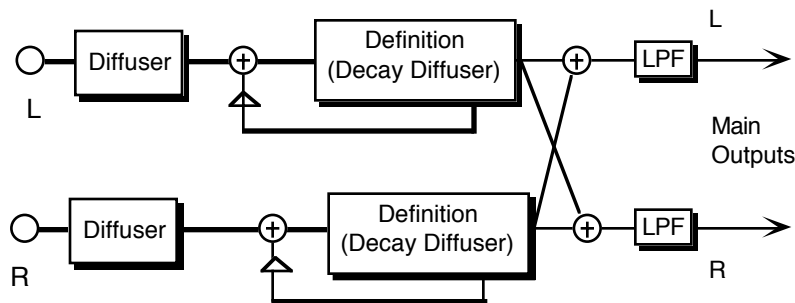 L
Diffuser
+
Definition
(Decay Diffuser)
+
LPF
L
Main
Outputs
Diffuser
+
Definition
(Decay Diffuser)
+
LPF
R
R